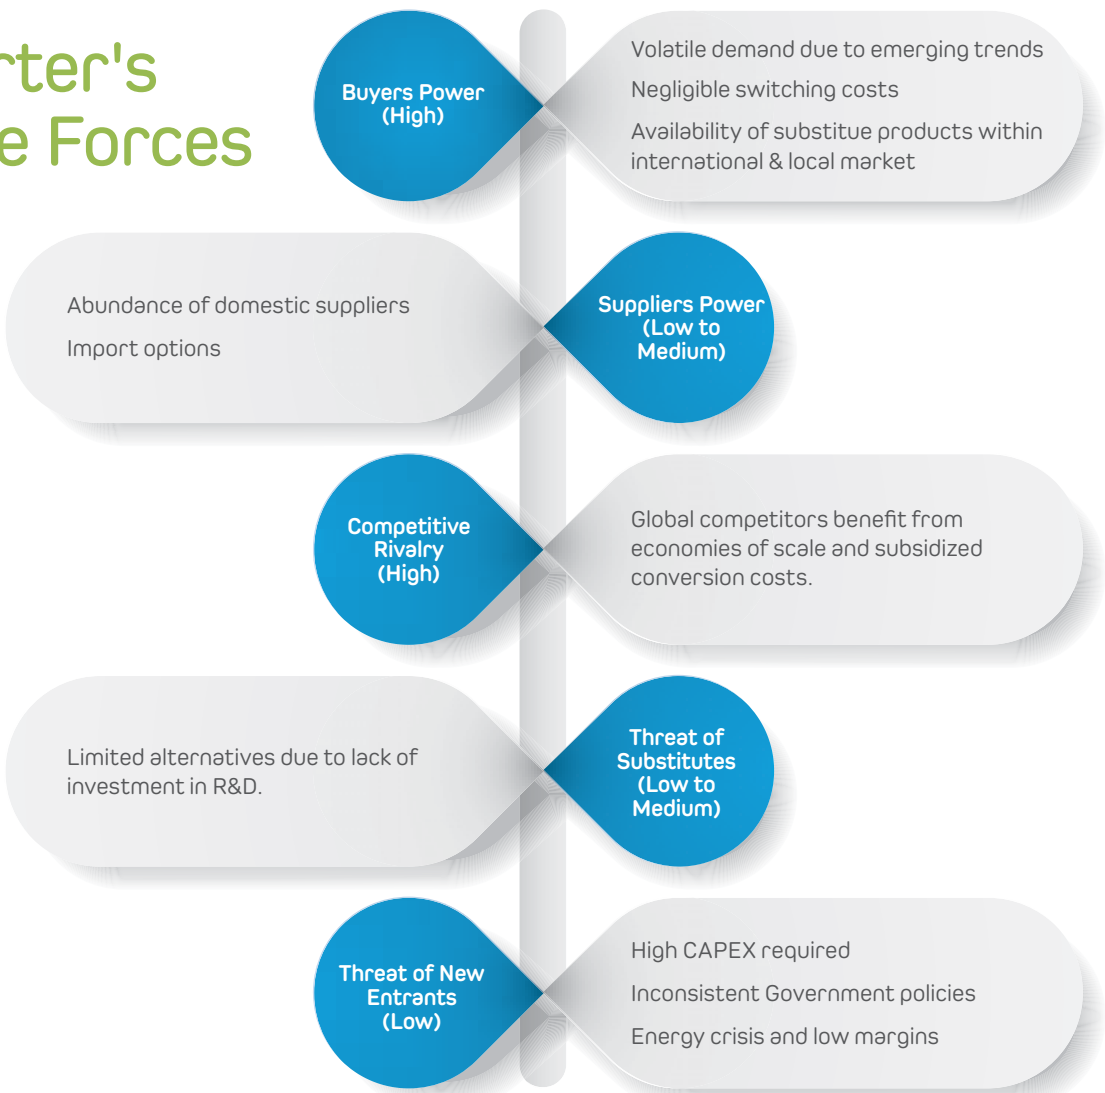 rter's
e Forces
Buyers Power
(High)
Volatile demand due to emerging trends
Negligible switching costs
Availability of substitue products within
international & local market
Abundance of domestic suppliers
Import options
Suppliers Power
(Low to
Medium)
Competitive
Rivalry
(High)
Global competitors benefit from
economies of scale and subsidized
conversion costs.
Limited alternatives due to lack of
investment in R&D.
Threat of
Substitutes
(Low to
Medium)
Threat of New
Entrants
(Low)
High CAPEX required
Inconsistent Government policies
Energy crisis and low margins